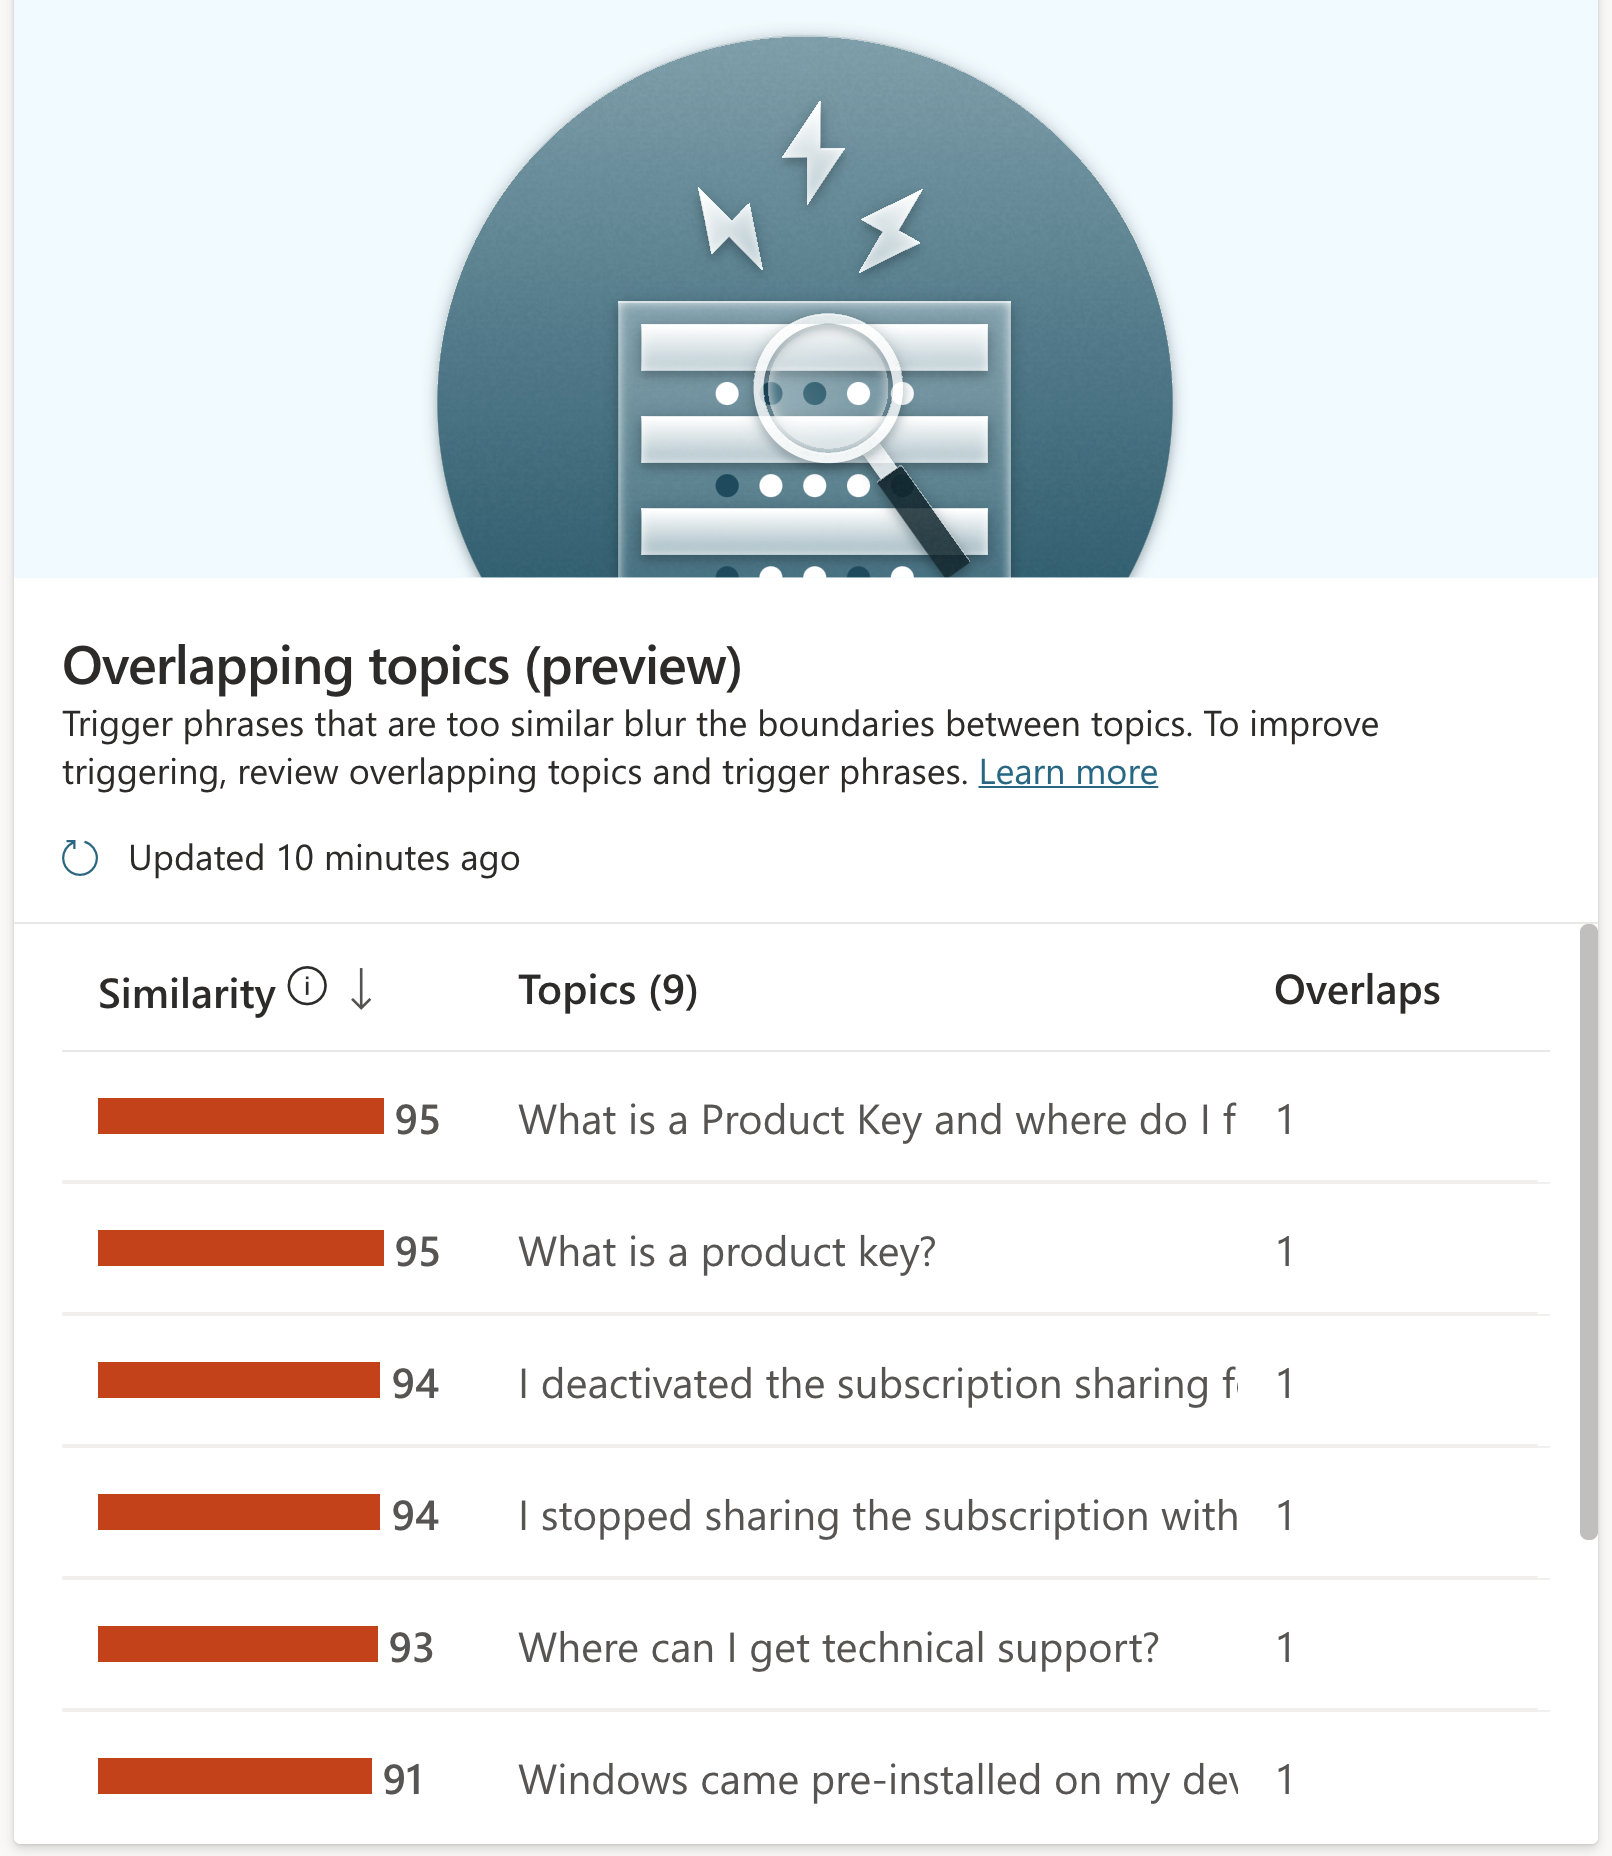 Overlapping topics (preview)
Trigger phrases that are too similar blur the boundaries between topics. To improve
triggering, review overlapping topics and trigger phrases. Learn more
Updated 10 minutes ago
Similarity Topics (9) Overlaps
95 What is a Product Key and where do I f 1
95 What is a product key? 1
94 I deactivated the subscription sharing f 1
94 I stopped sharing the subscription with 1
93 Where can I get technical support? 1
91 Windows came pre-installed on my dev 1